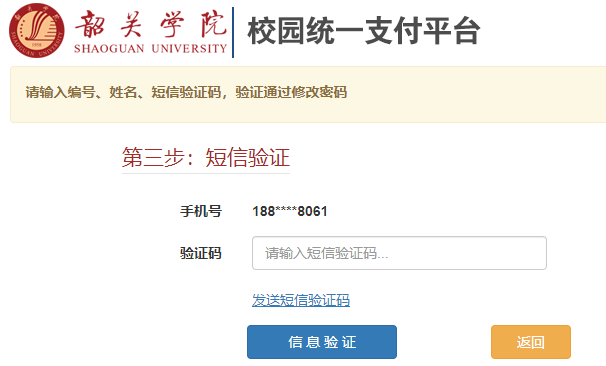 韶关学院
SHAOGUAN UNIVERSITY
校园统一支付平台
请输入编号、姓名、短信验证码，验证通过修改密码
第三步：短信验证
手机号 188****8061
验证码 请输入短信验证码...
发送短信验证码
信息验证 返回